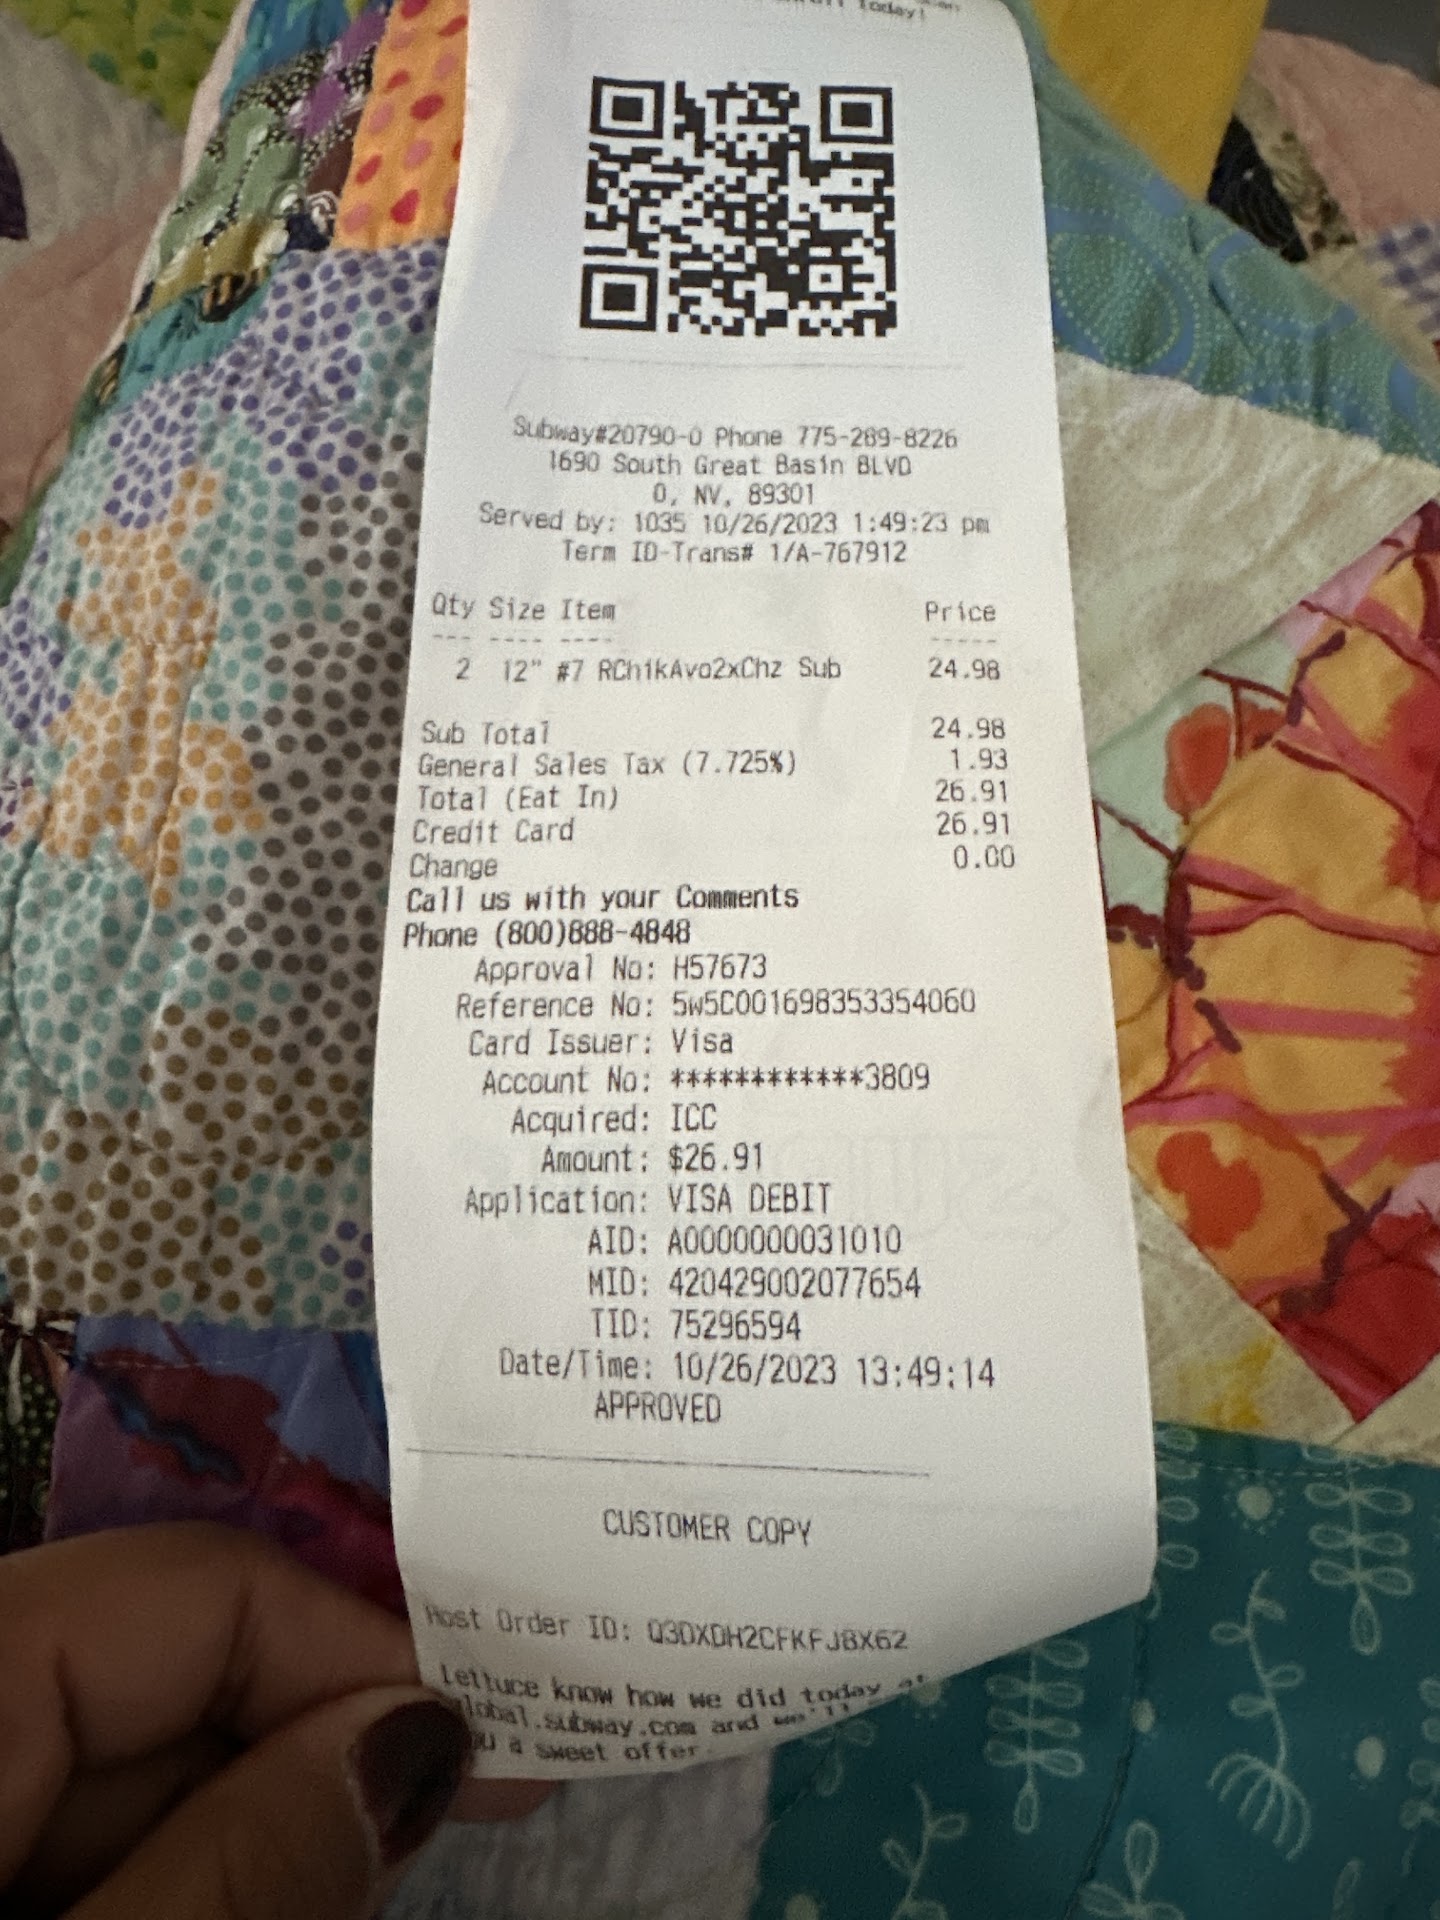 Today!
Subway#20790-0 Phone 775-289-8226
1690 South Great Basin BLVD
0, NV, 89301
Served by: 1035 10/26/2023 1:49:23 pm
Term ID-Trans# 1/A-767912
Qty Size Item Price
--- ---- ---- -----
2 12" #7 RChikAvo2xChz Sub 24.98
Sub Total 24.98
General Sales Tax (7.725%) 1.93
Total (Eat In) 26.91
Credit Card 26.91
Change 0.00
Call us with your Comments
Phone (800)888-4848
Approval No: H57673
Reference No: 5w5C001698353354060
Card Issuer: Visa
Account No: ************3809
Acquired: ICC
Amount: $26.91
Application: VISA DEBIT
AID: A0000000031010
MID: 420429002077654
TID: 75296594
Date/Time: 10/26/2023 13:49:14
APPROVED
CUSTOMER COPY
Host Order ID: Q3DXDH2CFKFJBX62
Lettuce know how we did today at
global.subway.com and we'll
you a sweet offer